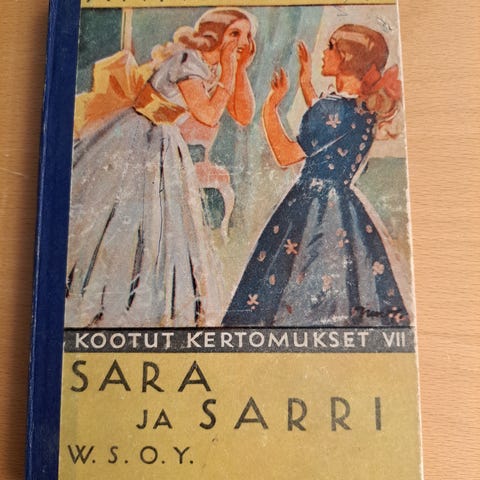 KOOTUT KERTOMUKSET VII
SARA
JA SARRI
W. S. O. Y.